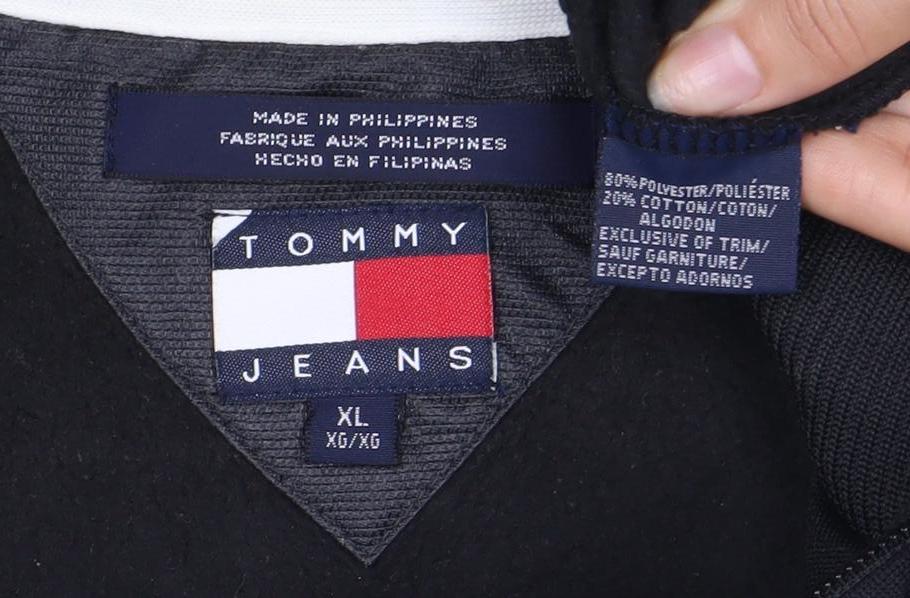 MADE IN PHILIPPINES
FABRIQUE AUX PHILIPPINES
HECHO EN FILIPINAS
TOMMY
JEANS
XL
XG/XG
80% POLYESTER/POLIÉSTER
20% COTTON/COTON/
ALGODON
EXCLUSIVE OF TRIM/
SAUF GARNITURE/
EXCEPTO ADORNOS